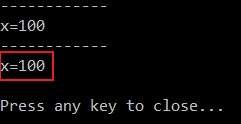 ------------
x=100
------------
x=100
Press any key to close...